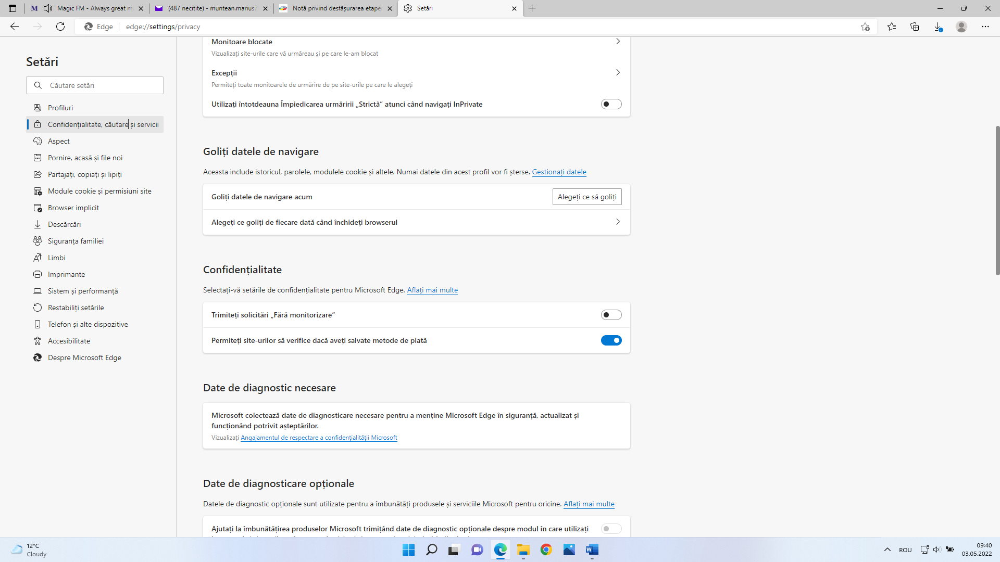 Magic FM - Always great m
(487 necitite) - muntean.marius7
Notă privind desfășurarea etape
Setări
Edge
edge://settings/privacy
Setări
Căutare setări
Profiluri
Confidențialitate, căutare și servicii
Aspect
Pornire, acasă și file noi
Partajați, copiați și lipiți
Module cookie și permisiuni site
Browser implicit
Descărcări
Siguranța familiei
Limbi
Imprimante
Sistem și performanță
Restabiliți setările
Telefon și alte dispozitive
Accesibilitate
Despre Microsoft Edge
Monitoare blocate
Vizualizați site-urile care vă urmăreau și pe care le-am blocat
Excepții
Permiteți toate monitoarele de urmărire de pe site-urile pe care le alegeți
Utilizați întotdeauna Împiedicarea urmăririi „Strictă” atunci când navigați InPrivate
Goliți datele de navigare
Aceasta include istoricul, parolele, modulele cookie și altele. Numai datele din acest profil vor fi șterse. Gestionați datele
Goliți datele de navigare acum
Alegeți ce să goliți
Alegeți ce goliți de fiecare dată când închideți browserul
Confidențialitate
Selectați-vă setările de confidențialitate pentru Microsoft Edge. Aflați mai multe
Trimiteți solicitări „Fără monitorizare”
Permiteți site-urilor să verifice dacă aveți salvate metode de plată
Date de diagnostic necesare
Microsoft colectează date de diagnosticare necesare pentru a menține Microsoft Edge în siguranță, actualizat și
funcționând potrivit așteptărilor.
Vizualizați Angajamentul de respectare a confidențialității Microsoft
Date de diagnosticare opționale
Datele de diagnostic opționale sunt utilizate pentru a îmbunătăți produsele și serviciile Microsoft pentru oricine. Aflați mai multe
Ajutați la îmbunătățirea produselor Microsoft trimițând date de diagnostic opționale despre modul în care utilizați
12°C
Cloudy
ROU
09:40
03.05.2022